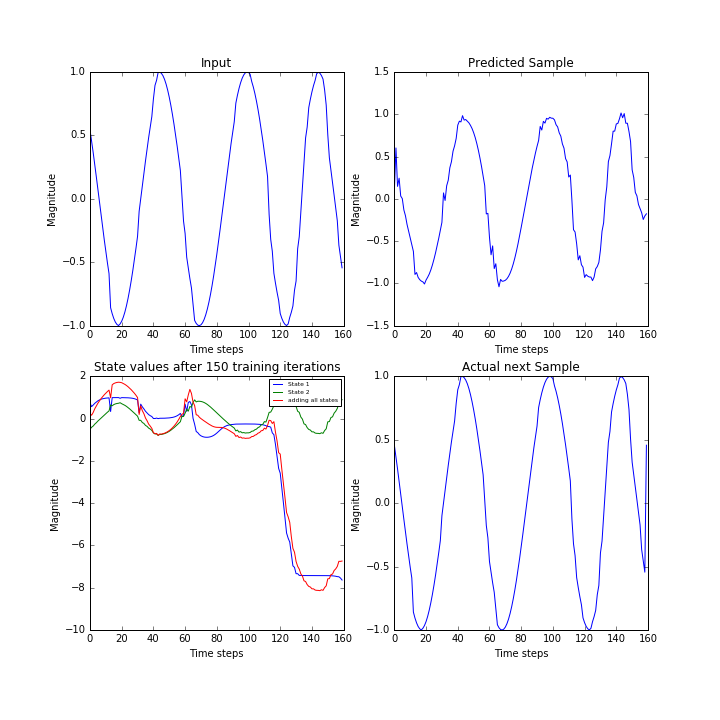 Input
Magnitude
1.0
0.5
0.0
−0.5
−1.0
0 20 40 60 80 100 120 140 160
Time steps
Predicted Sample
Magnitude
1.5
1.0
0.5
0.0
−0.5
−1.0
−1.5
0 20 40 60 80 100 120 140 160
Time steps
State values after 150 training iterations
Magnitude
2
0
−2
−4
−6
−8
−10
State 1
State 2
adding all states
0 20 40 60 80 100 120 140 160
Time steps
Actual next Sample
Magnitude
1.0
0.5
0.0
−0.5
−1.0
0 20 40 60 80 100 120 140 160
Time steps